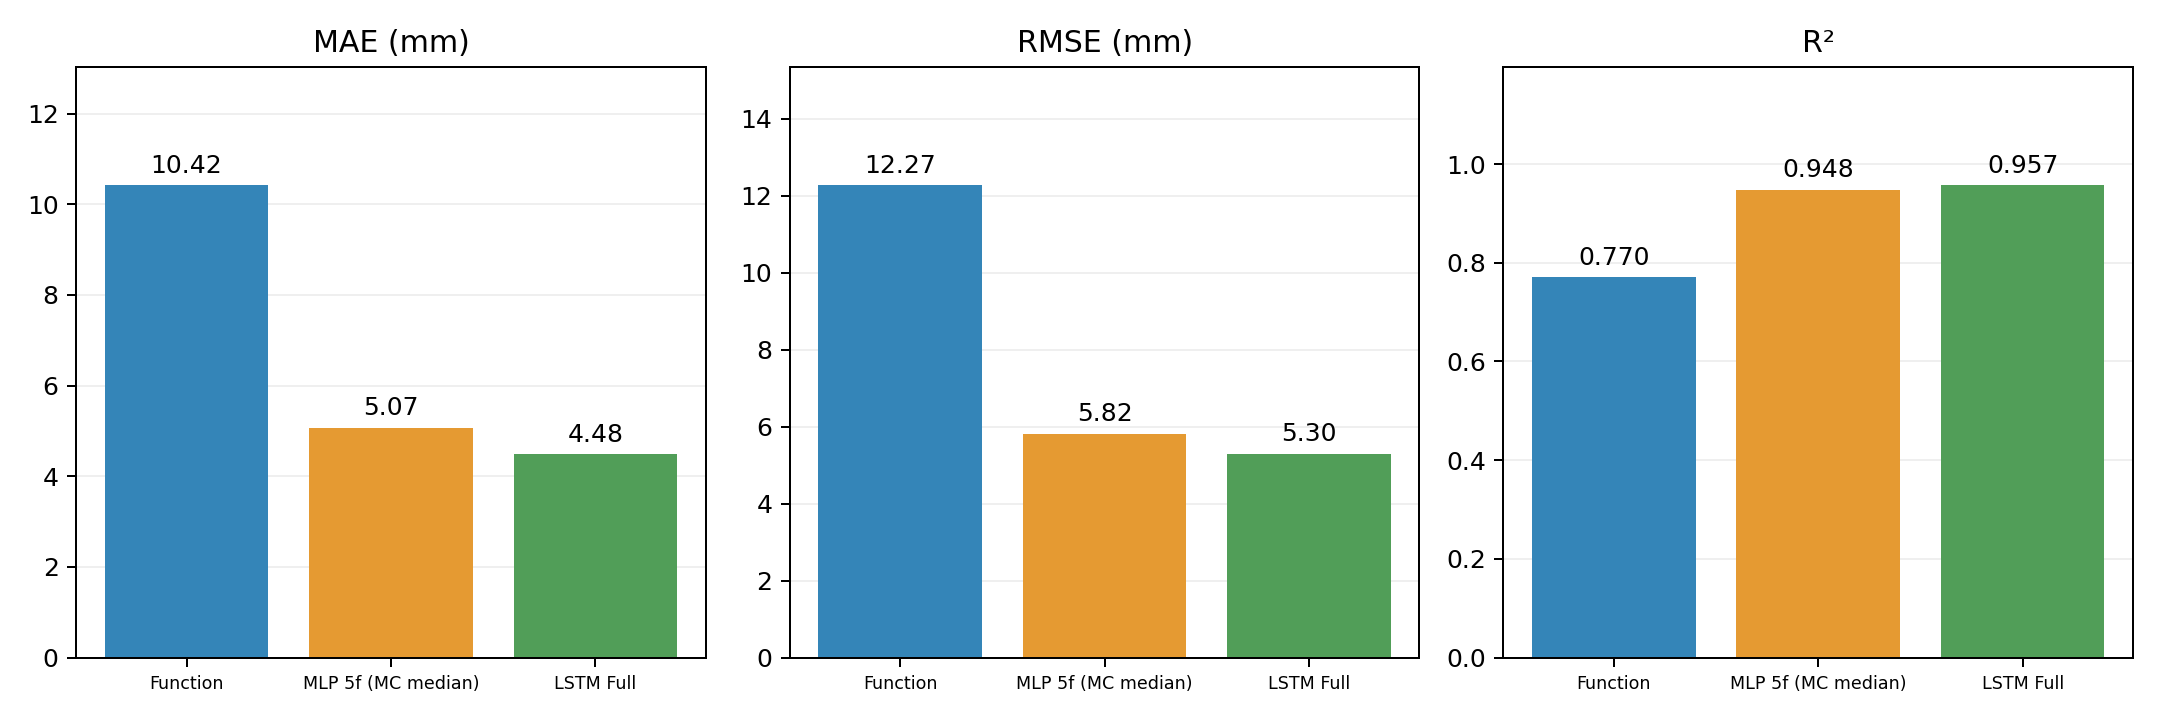 MAE (mm)
12
10
8
6
4
2
0
10.42
5.07
4.48
Function
MLP 5f (MC median)
LSTM Full
RMSE (mm)
14
12
10
8
6
4
2
0
12.27
5.82
5.30
Function
MLP 5f (MC median)
LSTM Full
R²
1.0
0.8
0.6
0.4
0.2
0.0
0.770
0.948
0.957
Function
MLP 5f (MC median)
LSTM Full